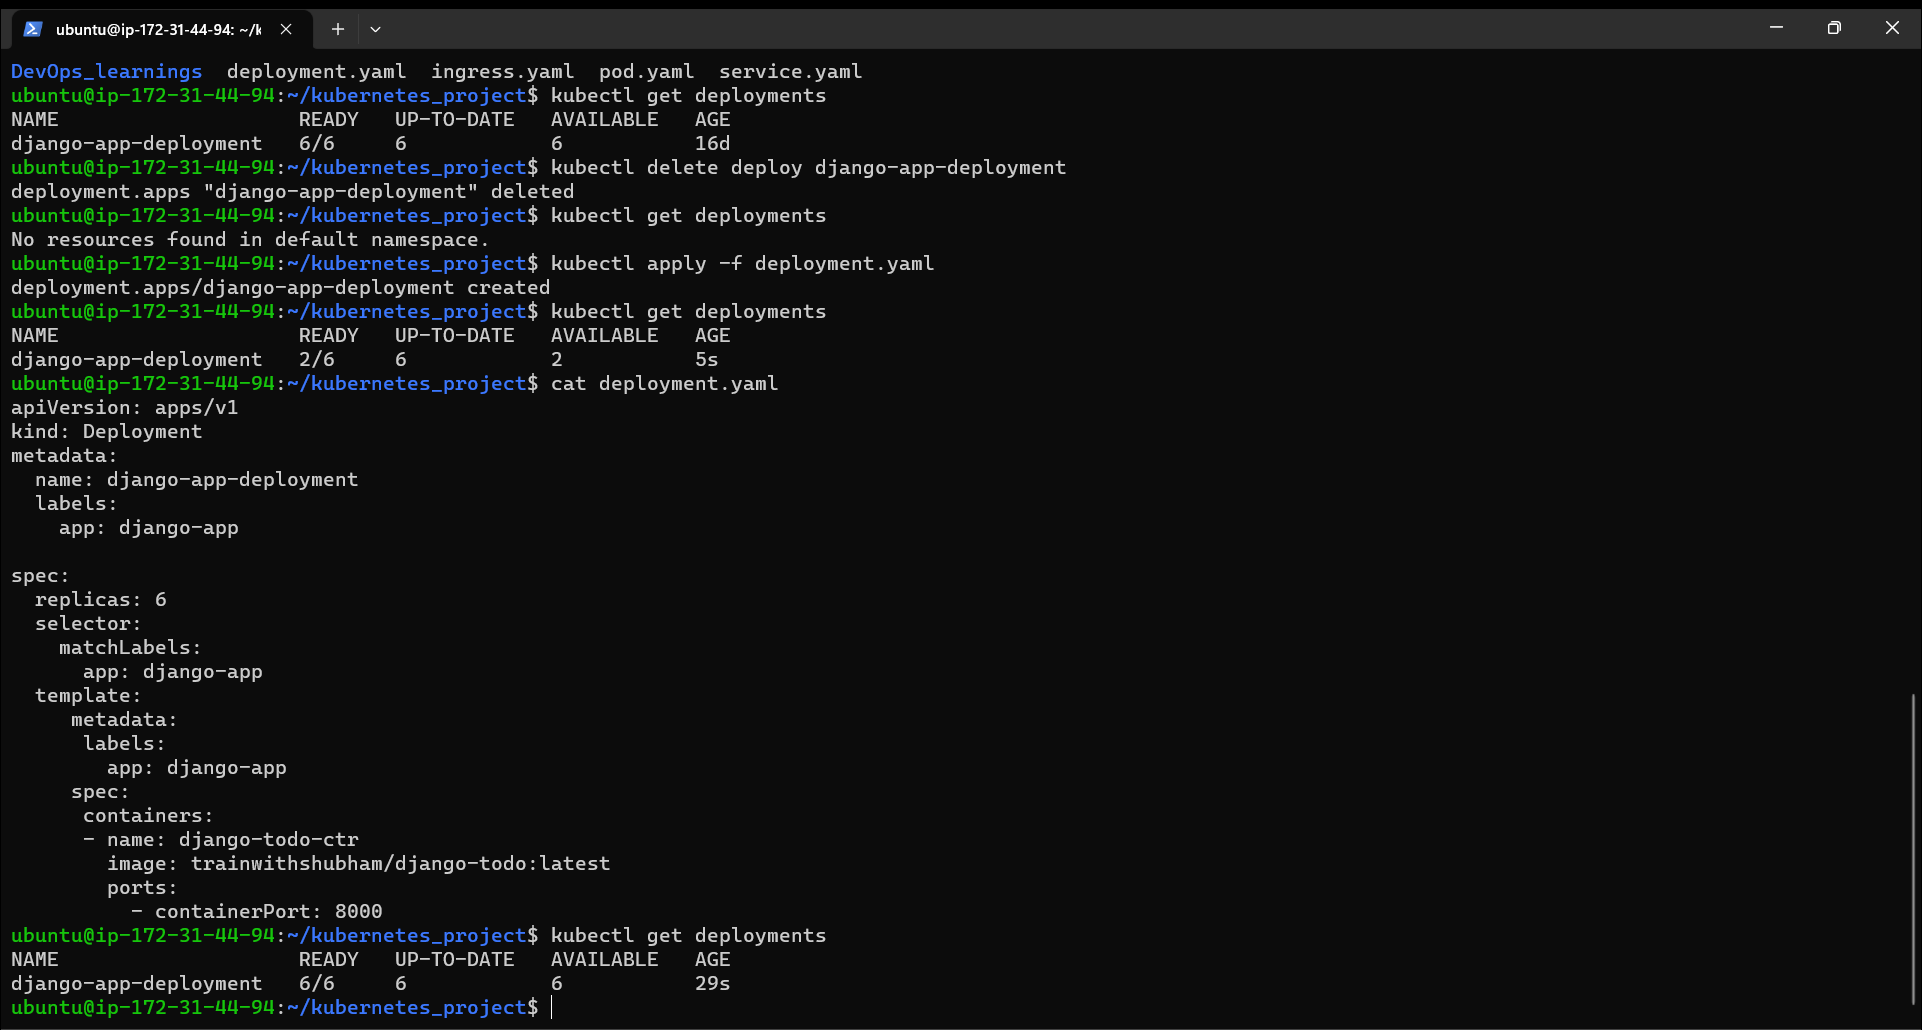 ubuntu@ip-172-31-44-94: ~/k
DevOps_learnings  deployment.yaml  ingress.yaml  pod.yaml  service.yaml
ubuntu@ip-172-31-44-94:~/kubernetes_project$ kubectl get deployments
NAME                    READY   UP-TO-DATE   AVAILABLE   AGE
django-app-deployment   6/6     6            6           16d
ubuntu@ip-172-31-44-94:~/kubernetes_project$ kubectl delete deploy django-app-deployment
deployment.apps "django-app-deployment" deleted
ubuntu@ip-172-31-44-94:~/kubernetes_project$ kubectl get deployments
No resources found in default namespace.
ubuntu@ip-172-31-44-94:~/kubernetes_project$ kubectl apply -f deployment.yaml
deployment.apps/django-app-deployment created
ubuntu@ip-172-31-44-94:~/kubernetes_project$ kubectl get deployments
NAME                    READY   UP-TO-DATE   AVAILABLE   AGE
django-app-deployment   2/6     6            2           5s
ubuntu@ip-172-31-44-94:~/kubernetes_project$ cat deployment.yaml
apiVersion: apps/v1
kind: Deployment
metadata:
  name: django-app-deployment
  labels:
    app: django-app

spec:
  replicas: 6
  selector:
    matchLabels:
      app: django-app
  template:
     metadata:
      labels:
        app: django-app
     spec:
      containers:
      - name: django-todo-ctr
        image: trainwithshubham/django-todo:latest
        ports:
          - containerPort: 8000
ubuntu@ip-172-31-44-94:~/kubernetes_project$ kubectl get deployments
NAME                    READY   UP-TO-DATE   AVAILABLE   AGE
django-app-deployment   6/6     6            6           29s
ubuntu@ip-172-31-44-94:~/kubernetes_project$